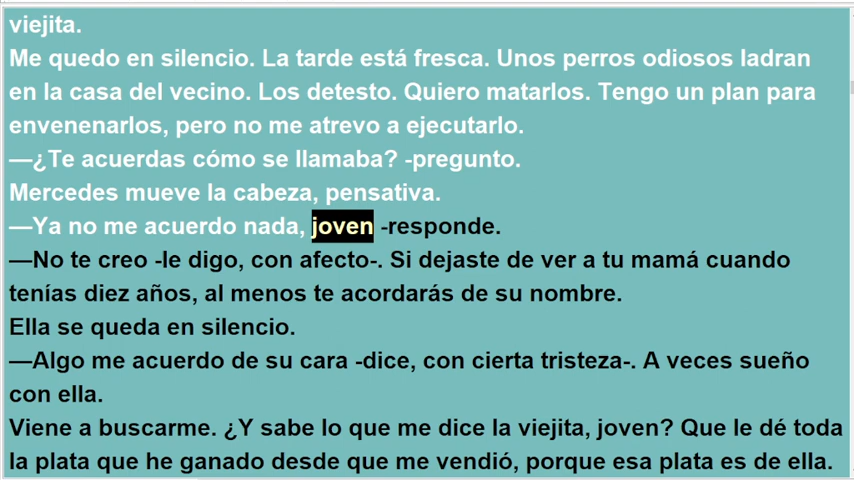 viejita.
Me quedo en silencio. La tarde está fresca. Unos perros odiosos ladran
en la casa del vecino. Los detesto. Quiero matarlos. Tengo un plan para
envenenarlos, pero no me atrevo a ejecutarlo.
—¿Te acuerdas cómo se llamaba? -pregunto.
Mercedes mueve la cabeza, pensativa.
—Ya no me acuerdo nada, joven -responde.
—No te creo -le digo, con afecto-. Si dejaste de ver a tu mamá cuando
tenías diez años, al menos te acordarás de su nombre.
Ella se queda en silencio.
—Algo me acuerdo de su cara -dice, con cierta tristeza-. A veces sueño
con ella.
Viene a buscarme. ¿Y sabe lo que me dice la viejita, joven? Que le dé toda
la plata que he ganado desde que me vendió, porque esa plata es de ella.